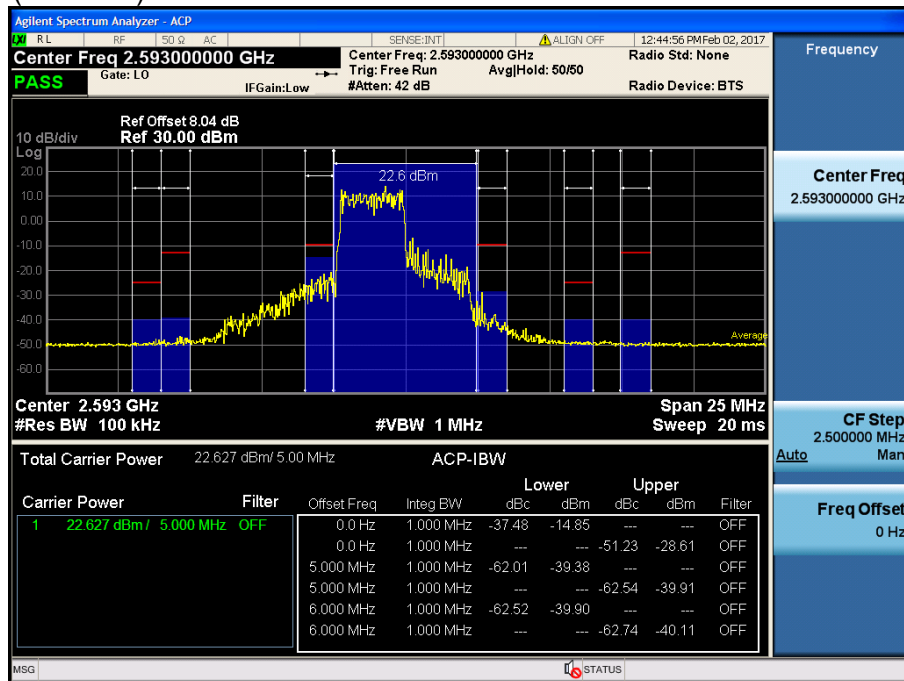 Agilent Spectrum Analyzer - ACP
LXI RL RF 50 Ω AC SENSE:INT ALIGN OFF 12:44:56 PM Feb 02, 2017
Center Freq 2.593000000 GHz
Center Freq: 2.593000000 GHz
Radio Std: None
PASS
Gate: LO
Trig: Free Run
Avg|Hold: 50/50
IFGain:Low
#Atten: 42 dB
Radio Device: BTS
Frequency
Ref Offset 8.04 dB
10 dB/div
Ref 30.00 dBm
Log
20.0
22.6 dBm
10.0
0.00
-10.0
-20.0
-30.0
-40.0
-50.0
Average
-60.0
Center Freq
2.593000000 GHz
Center 2.593 GHz
Span 25 MHz
#Res BW 100 kHz
#VBW 1 MHz
Sweep 20 ms
CF Step
2.500000 MHz
Auto Man
Total Carrier Power 22.627 dBm/ 5.00 MHz
ACP-IBW
Lower Upper
Carrier Power Filter Offset Freq Integ BW dBc dBm dBc dBm Filter
1 22.627 dBm / 5.000 MHz OFF
0.0 Hz 1.000 MHz -37.48 -14.85 --- --- OFF
0.0 Hz 1.000 MHz --- --- -51.23 -28.61 OFF
5.000 MHz 1.000 MHz -62.01 -39.38 --- --- OFF
5.000 MHz 1.000 MHz --- --- -62.54 -39.91 OFF
6.000 MHz 1.000 MHz -62.52 -39.90 --- --- OFF
6.000 MHz 1.000 MHz --- --- -62.74 -40.11 OFF
Freq Offset
0 Hz
MSG
STATUS